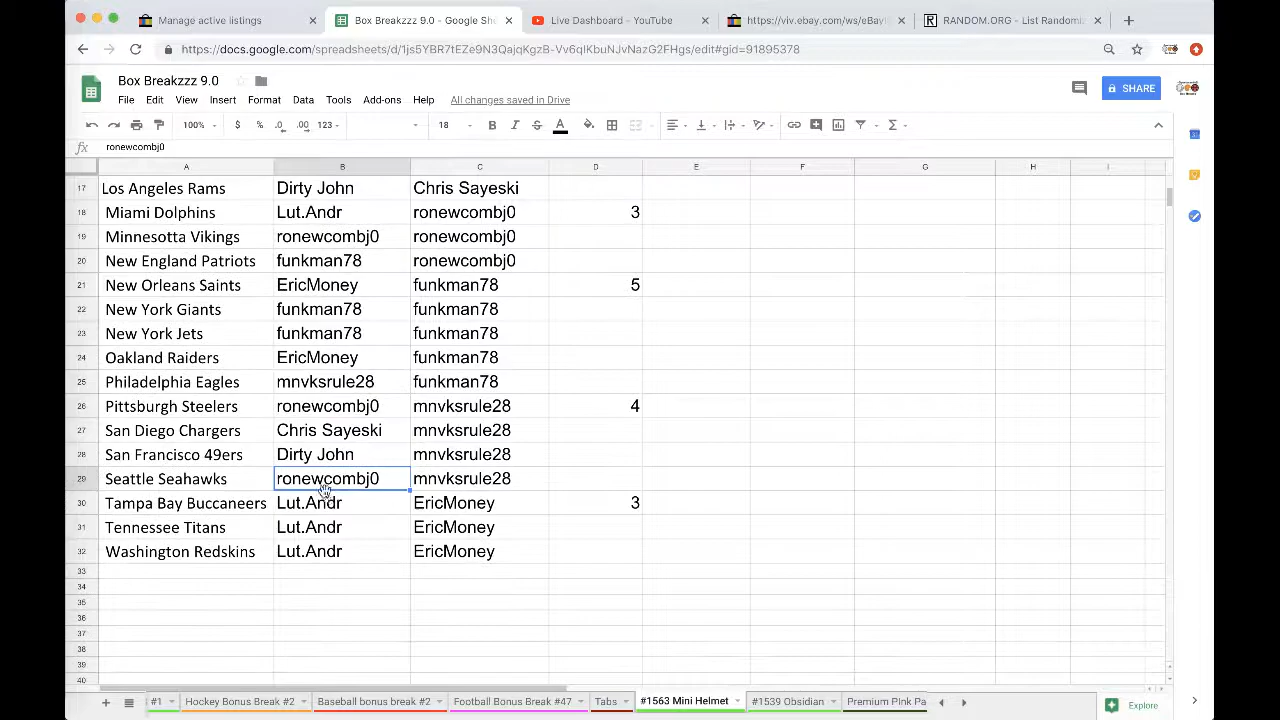 Manage active listings
Box Breakzzz 9.0 - Google She
Live Dashboard - YouTube
https://ny.ebay.com/ws/eBayI
RANDOM.ORG - List Randomiz
https://docs.google.com/spreadsheets/d/1js5YBR7tEZe9N3QajqKgzB-Vv6qIKbuNJvNazG2FHgs/edit#gid=91895378
Box Breakzzz 9.0
File Edit View Insert Format Data Tools Add-ons Help All changes saved in Drive
SHARE
100% $ % .0 .00 123 18 B I S A
fx ronewcombj0
A B C D E F G H I
17 Los Angeles Rams Dirty John Chris Sayeski
18 Miami Dolphins Lut.Andr ronewcombj0 3
19 Minnesotta Vikings ronewcombj0 ronewcombj0
20 New England Patriots funkman78 ronewcombj0
21 New Orleans Saints EricMoney funkman78 5
22 New York Giants funkman78 funkman78
23 New York Jets funkman78 funkman78
24 Oakland Raiders EricMoney funkman78
25 Philadelphia Eagles mnvksrule28 funkman78
26 Pittsburgh Steelers ronewcombj0 mnvksrule28 4
27 San Diego Chargers Chris Sayeski mnvksrule28
28 San Francisco 49ers Dirty John mnvksrule28
29 Seattle Seahawks ronewcombj0 mnvksrule28
30 Tampa Bay Buccaneers Lut.Andr EricMoney 3
31 Tennessee Titans Lut.Andr EricMoney
32 Washington Redskins Lut.Andr EricMoney
33
34
35
36
37
38
39
40
#1 Hockey Bonus Break #2 Baseball bonus break #2 Football Bonus Break #47 Tabs #1563 Mini Helmet #1539 Obsidian Premium PInk Pa
Explore